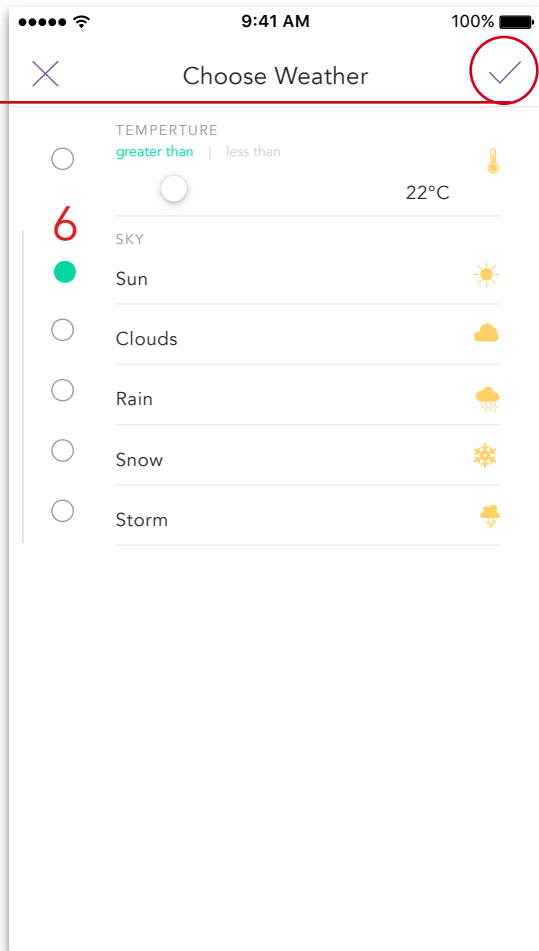 9:41 AM 100%
Choose Weather
TEMPERTURE
greater than | less than
22°C
6
SKY
Sun
Clouds
Rain
Snow
Storm